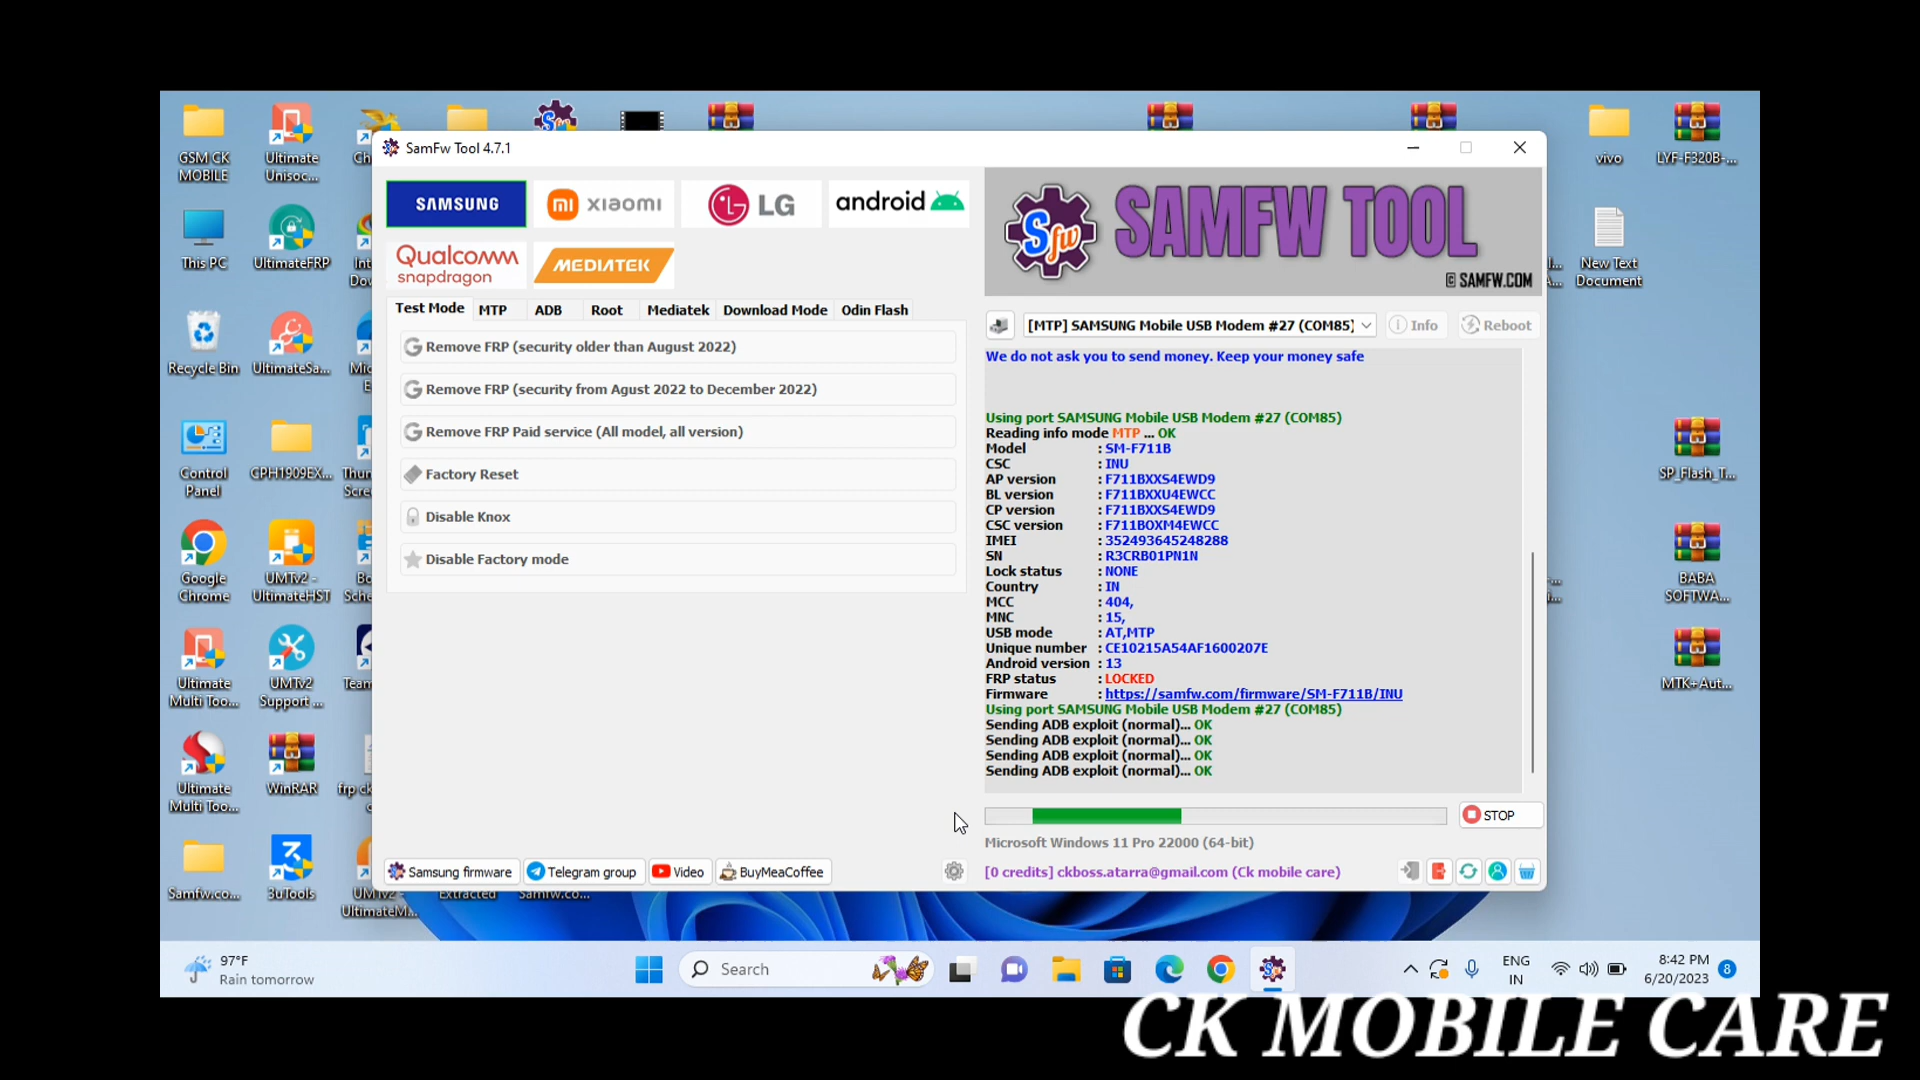 GSM CK
MOBILE
Ultimate
Unisoc...
This PC
UltimateFRP
Recycle Bin
UltimateSa...
Control
Panel
CPH1909EX...
Google
Chrome
UMTv2 -
UltimateHST
Ultimate
Multi Too...
UMTv2
Support ...
Ultimate
Multi Too...
WinRAR
Samfw.co...
3uTools
UltimateM...
Extracted
Samfw.co...
SamFw Tool 4.7.1
SAMSUNG
xiaomi
LG
android
Qualcomm
snapdragon
MEDIATEK
Test Mode
MTP
ADB
Root
Mediatek
Download Mode
Odin Flash
Remove FRP (security older than August 2022)
Remove FRP (security from Agust 2022 to December 2022)
Remove FRP Paid service (All model, all version)
Factory Reset
Disable Knox
Disable Factory mode
Samsung firmware
Telegram group
Video
BuyMeaCoffee
Sfw
SAMFW TOOL
© SAMFW.COM
[MTP] SAMSUNG Mobile USB Modem #27 (COM85)
Info
Reboot
We do not ask you to send money. Keep your money safe
Using port SAMSUNG Mobile USB Modem #27 (COM85)
Reading info mode MTP ... OK
Model : SM-F711B
CSC : INU
AP version : F711BXXS4EWD9
BL version : F711BXXU4EWCC
CP version : F711BXXS4EWD9
CSC version : F711BOXM4EWCC
IMEI : 352493645248288
SN : R3CRB01PN1N
Lock status : NONE
Country : IN
MCC : 404,
MNC : 15,
USB mode : AT,MTP
Unique number : CE10215A54AF1600207E
Android version : 13
FRP status : LOCKED
Firmware : https://samfw.com/firmware/SM-F711B/INU
Using port SAMSUNG Mobile USB Modem #27 (COM85)
Sending ADB exploit (normal)... OK
Sending ADB exploit (normal)... OK
Sending ADB exploit (normal)... OK
Sending ADB exploit (normal)... OK
STOP
Microsoft Windows 11 Pro 22000 (64-bit)
[0 credits] ckboss.atarra@gmail.com (Ck mobile care)
vivo
LYF-F320B-...
New Text
Document
SP_Flash_T...
BABA
SOFTWA...
MTK+Aut...
97°F
Rain tomorrow
Search
ENG
IN
8:42 PM
6/20/2023
8
CK MOBILE CARE